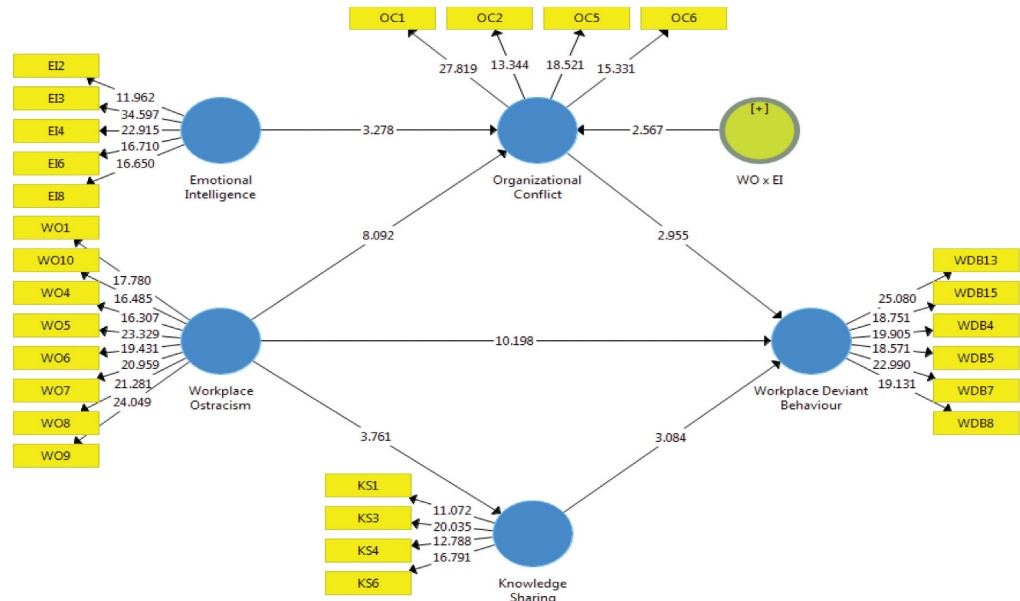 OC1
OC2
OC5
OC6
27.819
13.344
18.521
15.331
EI2
EI3
EI4
EI6
EI8
11.962
34.597
22.915
16.710
16.650
Emotional
Intelligence
3.278
Organizational
Conflict
2.567
[+]
WO x EI
8.092
2.955
WO1
WO10
WO4
WO5
WO6
WO7
WO8
WO9
17.780
16.485
16.307
23.329
19.431
20.959
21.281
24.049
Workplace
Ostracism
10.198
Workplace Deviant
Behaviour
25.080
18.751
19.905
18.571
22.990
19.131
WDB13
WDB15
WDB4
WDB5
WDB7
WDB8
3.761
3.084
KS1
KS3
KS4
KS6
11.072
20.035
12.788
16.791
Knowledge
Sharing